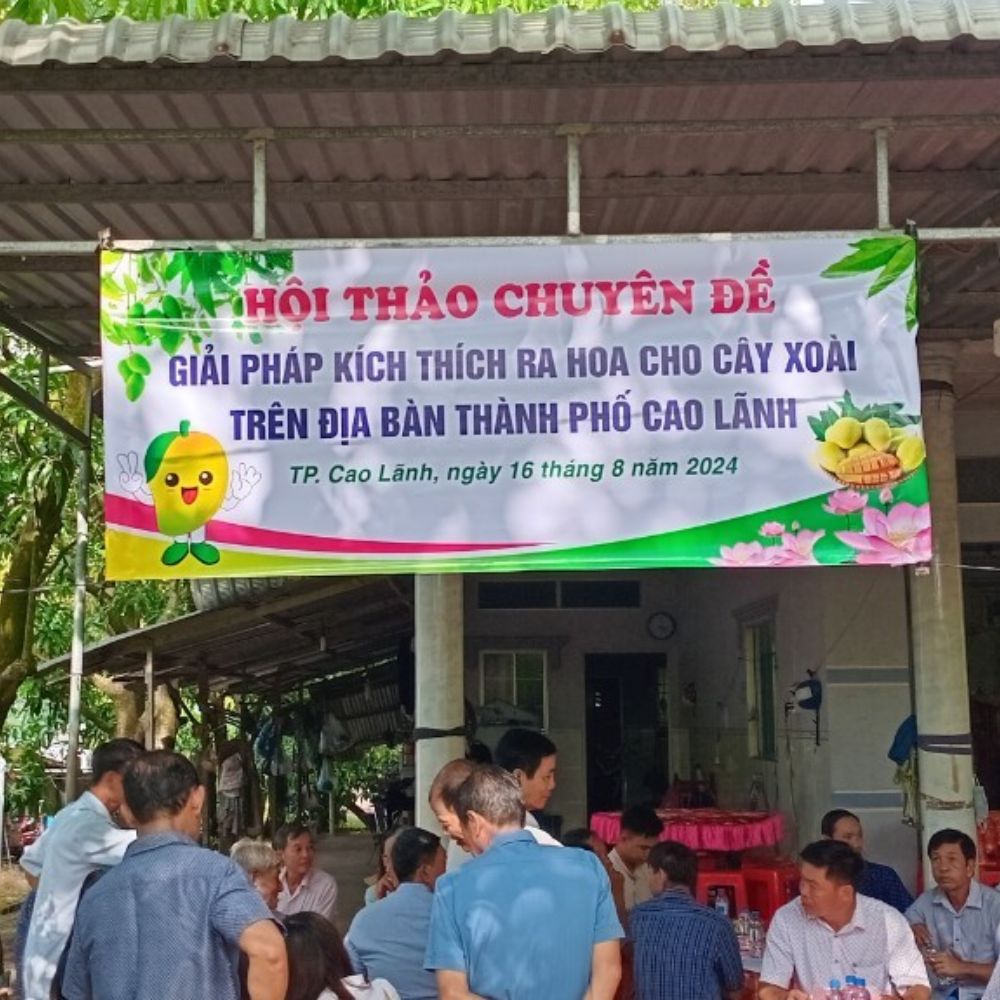 HỘI THẢO CHUYÊN ĐỀ
GIẢI PHÁP KÍCH THÍCH RA HOA CHO CÂY XOÀI
TRÊN ĐỊA BÀN THÀNH PHỐ CAO LÃNH
TP. Cao Lãnh, ngày 16 tháng 8 năm 2024